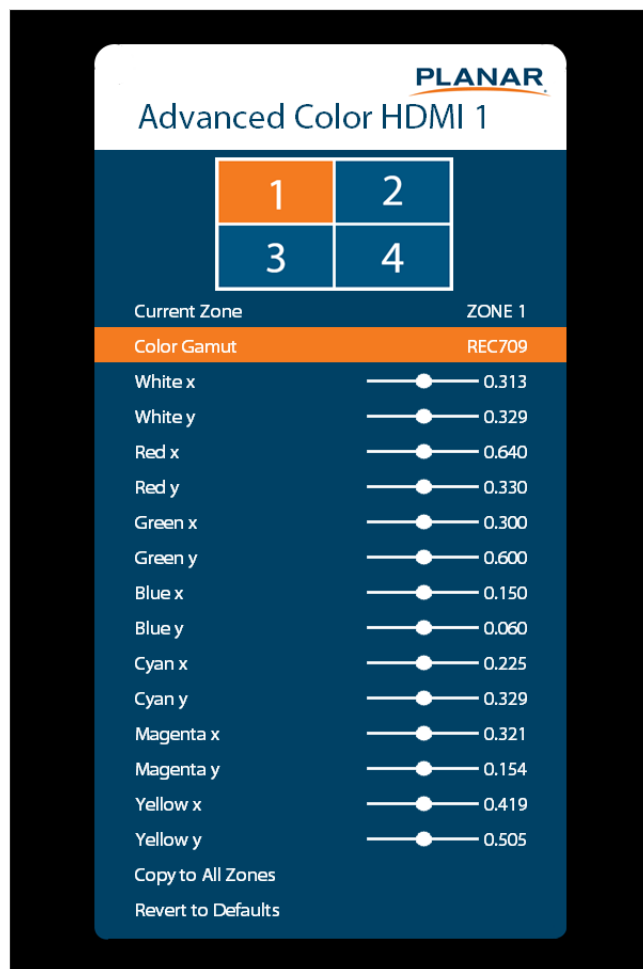 PLANAR
Advanced Color HDMI 1
1 2
3 4
Current Zone ZONE 1
Color Gamut REC709
White x 0.313
White y 0.329
Red x 0.640
Red y 0.330
Green x 0.300
Green y 0.600
Blue x 0.150
Blue y 0.060
Cyan x 0.225
Cyan y 0.329
Magenta x 0.321
Magenta y 0.154
Yellow x 0.419
Yellow y 0.505
Copy to All Zones
Revert to Defaults